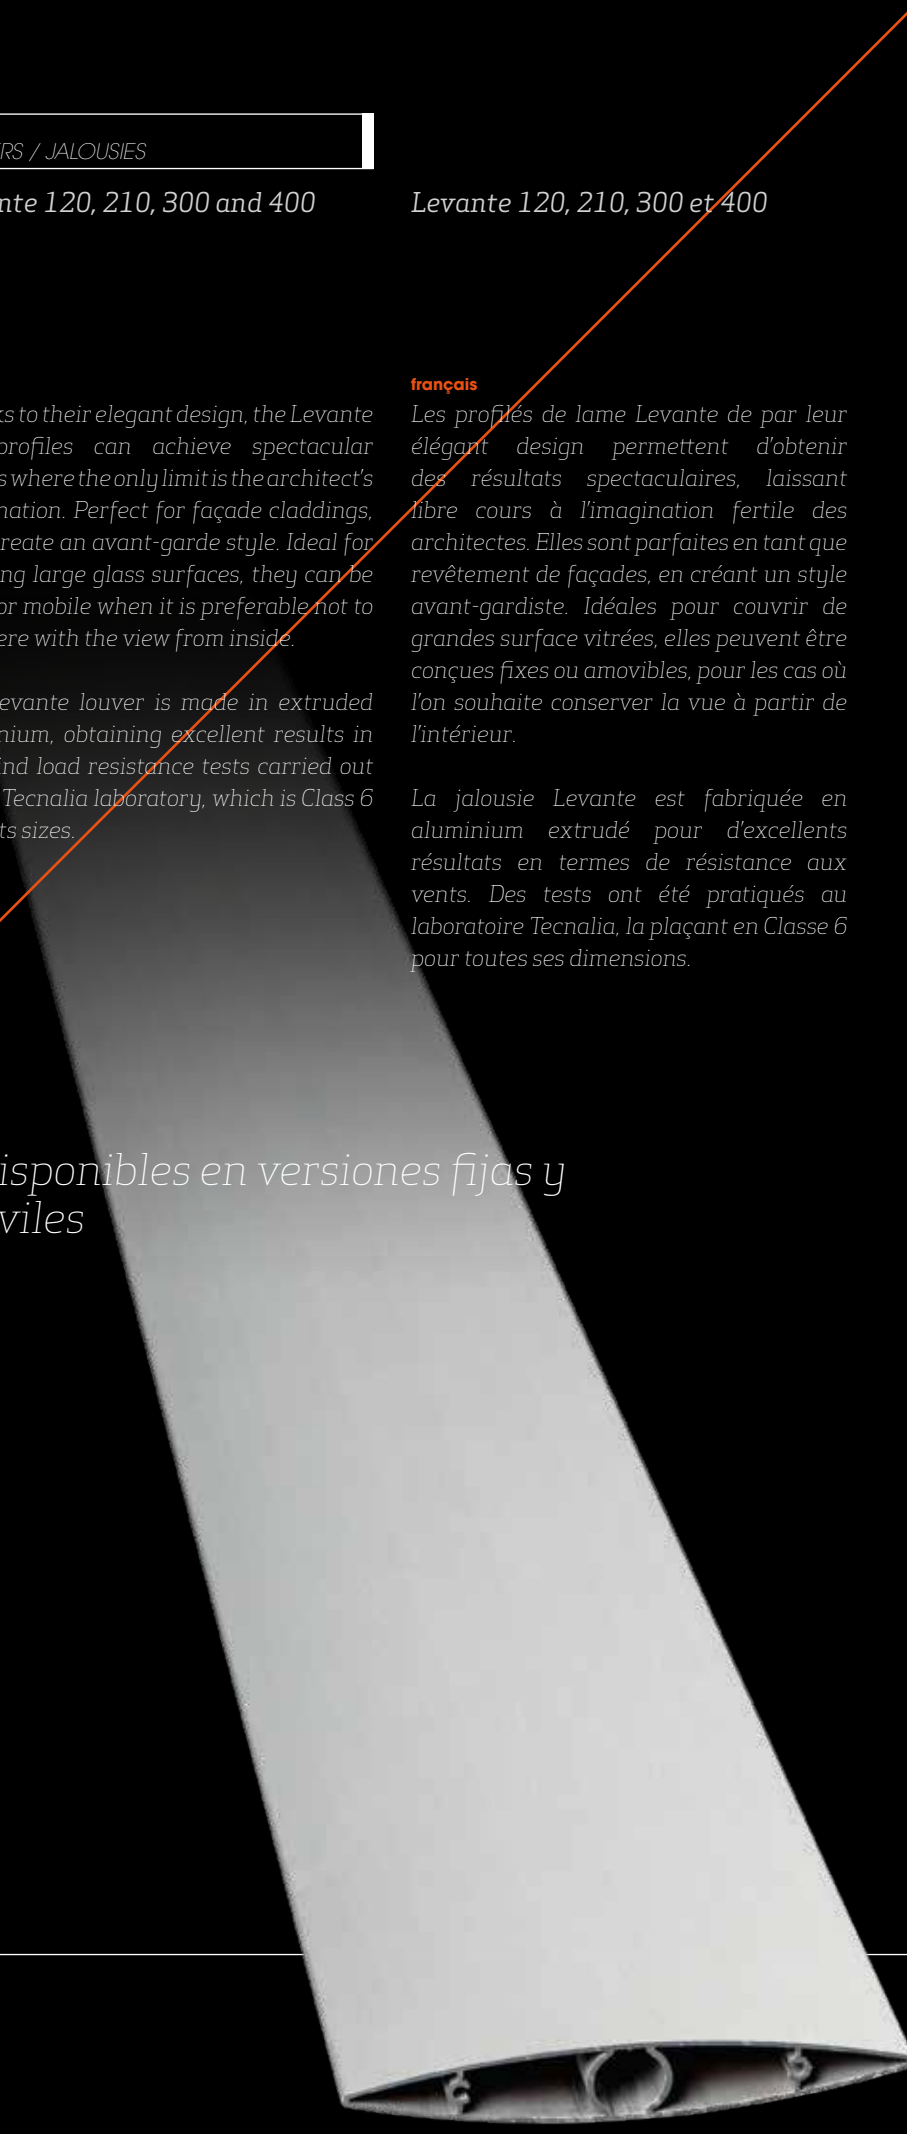 RS / JALOUSIES
nte 120, 210, 300 and 400
ks to their elegant design, the Levante
profiles can achieve spectacular
s where the only limit is the architect's
nation. Perfect for façade claddings,
reate an avant-garde style. Ideal for
ng large glass surfaces, they can be
or mobile when it is preferable not to
ere with the view from inside.
evante louver is made in extruded
nium, obtaining excellent results in
ind load resistance tests carried out
Tecnalia laboratory, which is Class 6
ts sizes.
Levante 120, 210, 300 et 400
français
Les profilés de lame Levante de par leur
élégant design permettent d'obtenir
des résultats spectaculaires, laissant
libre cours à l'imagination fertile des
architectes. Elles sont parfaites en tant que
revêtement de façades, en créant un style
avant-gardiste. Idéales pour couvrir de
grandes surface vitrées, elles peuvent être
conçues fixes ou amovibles, pour les cas où
l'on souhaite conserver la vue à partir de
l'intérieur.
La jalousie Levante est fabriquée en
aluminium extrudé pour d'excellents
résultats en termes de résistance aux
vents. Des tests ont été pratiqués au
laboratoire Tecnalia, la plaçant en Classe 6
pour toutes ses dimensions.
isponibles en versiones fijas y
viles